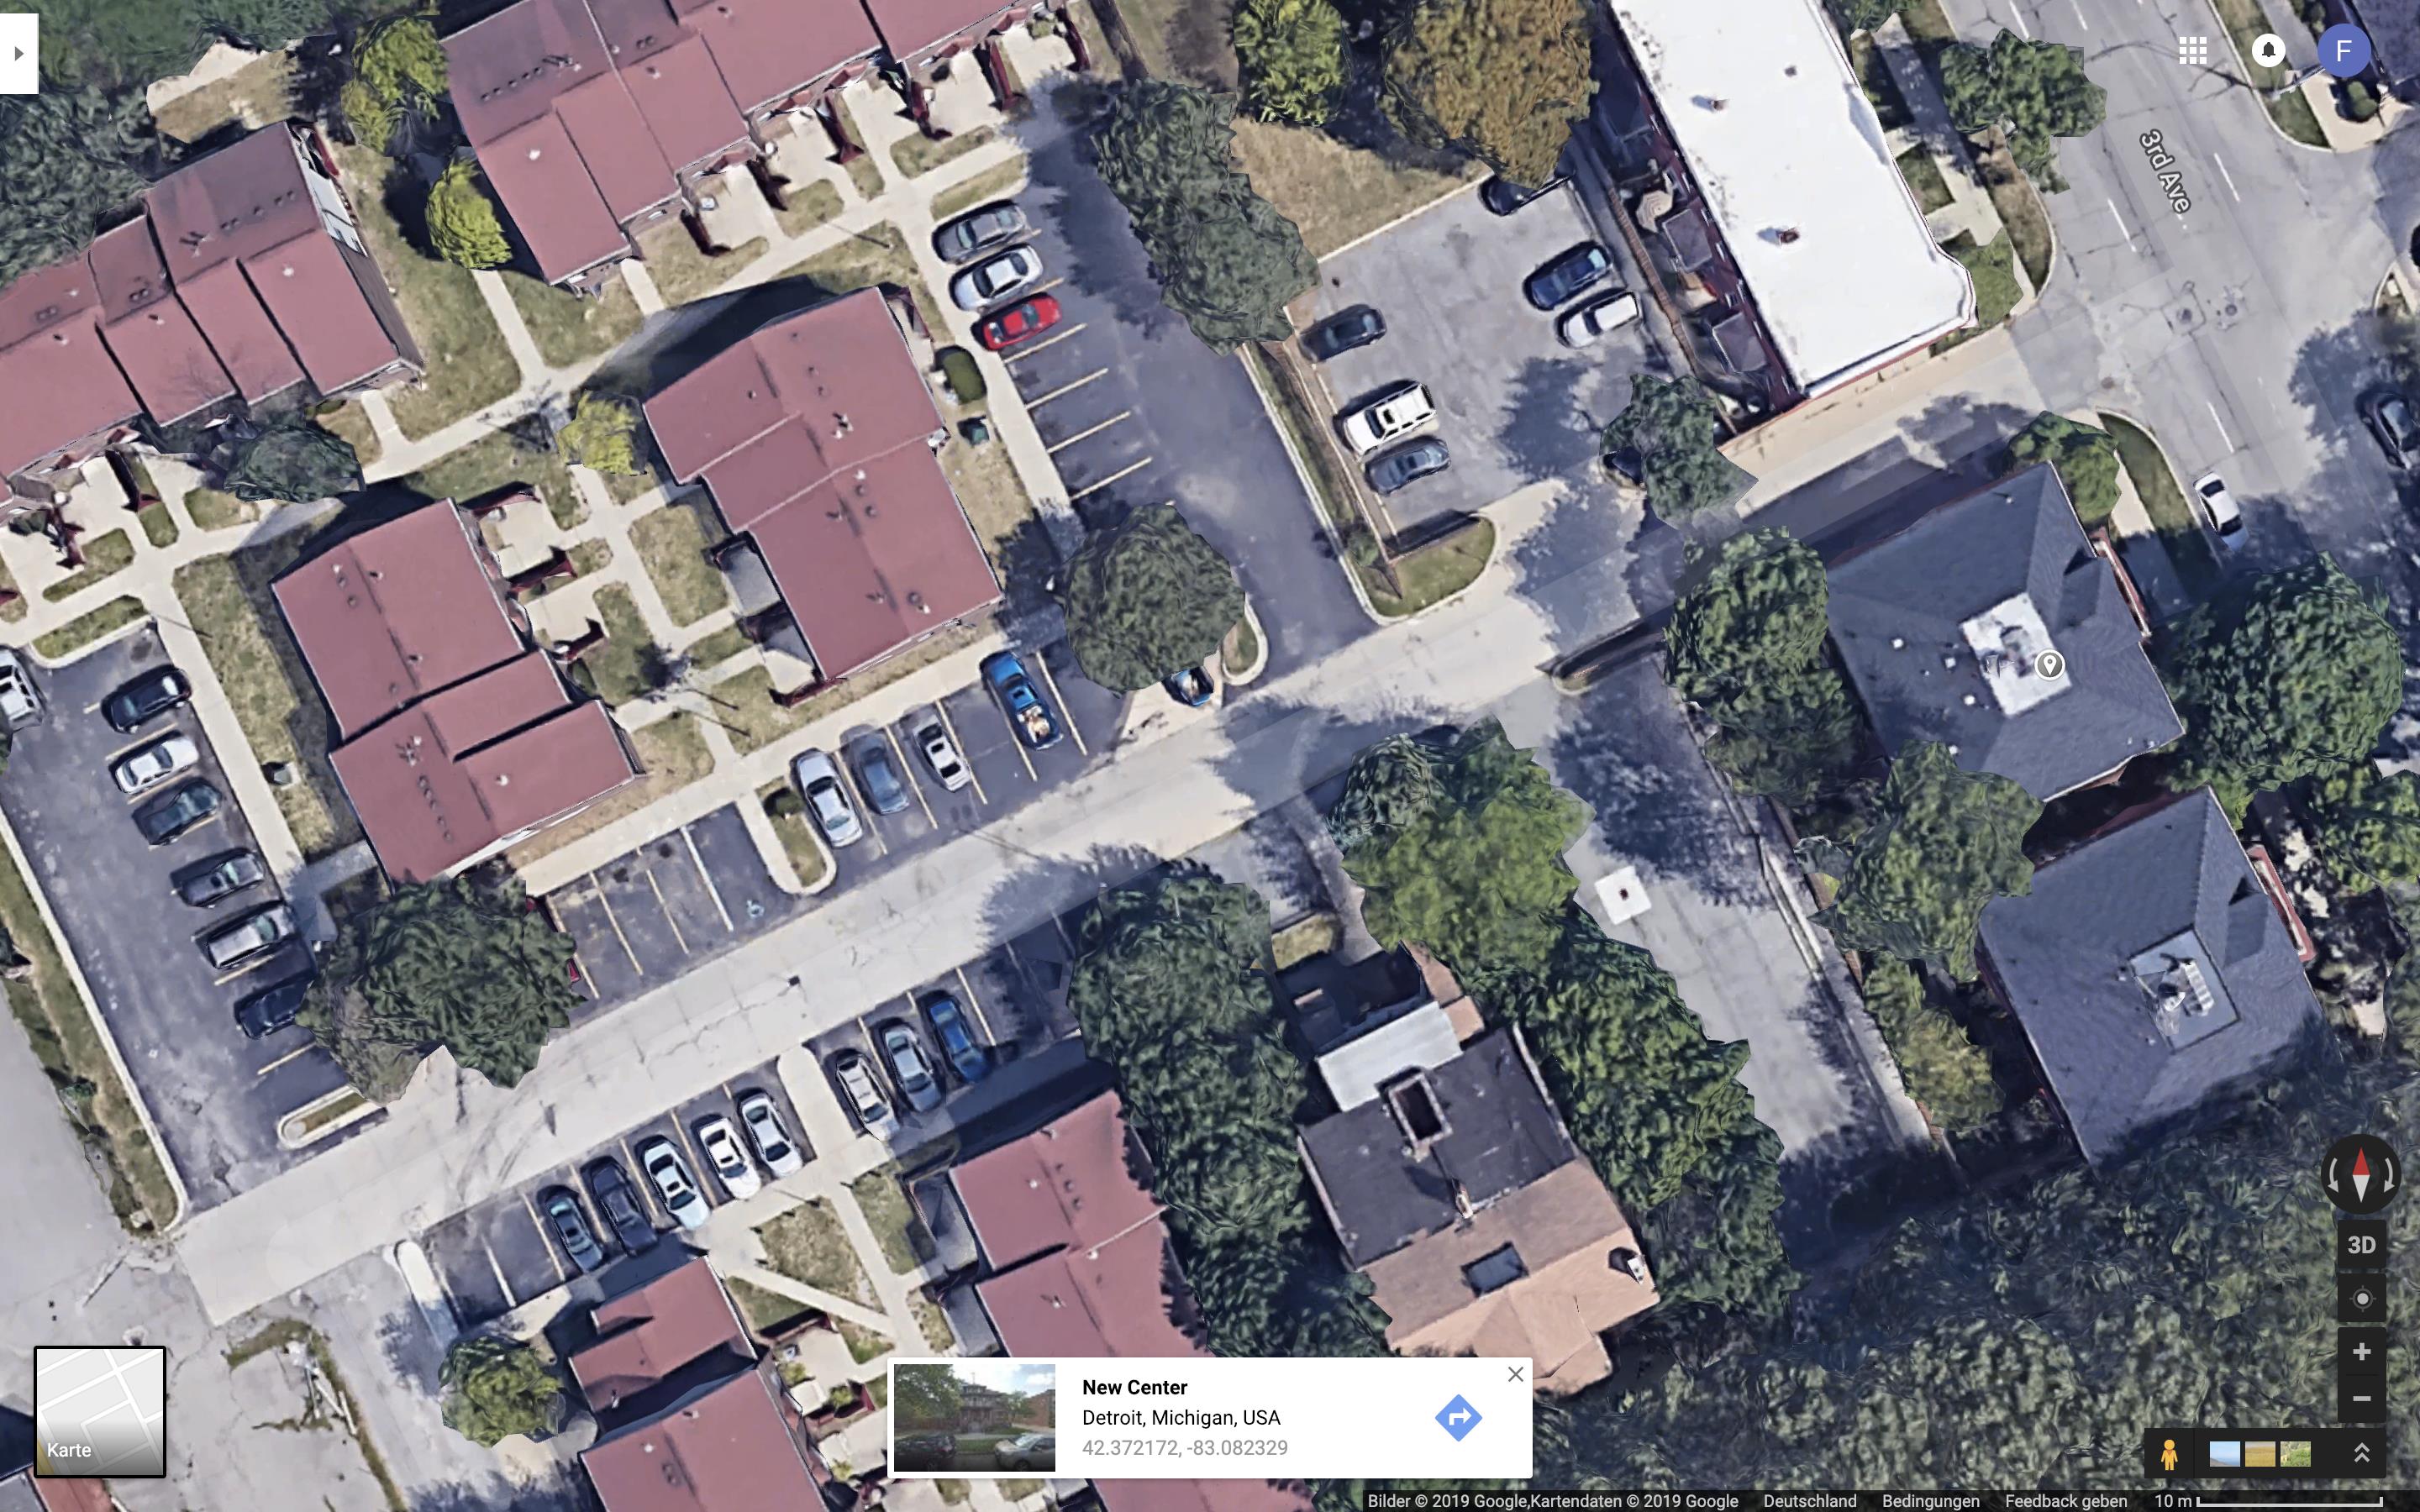 F
3rd Ave
3D
Karte
New Center
Detroit, Michigan, USA
42.372172, -83.082329
Bilder © 2019 Google,Kartendaten © 2019 Google Deutschland Bedingungen Feedback geben 10 m